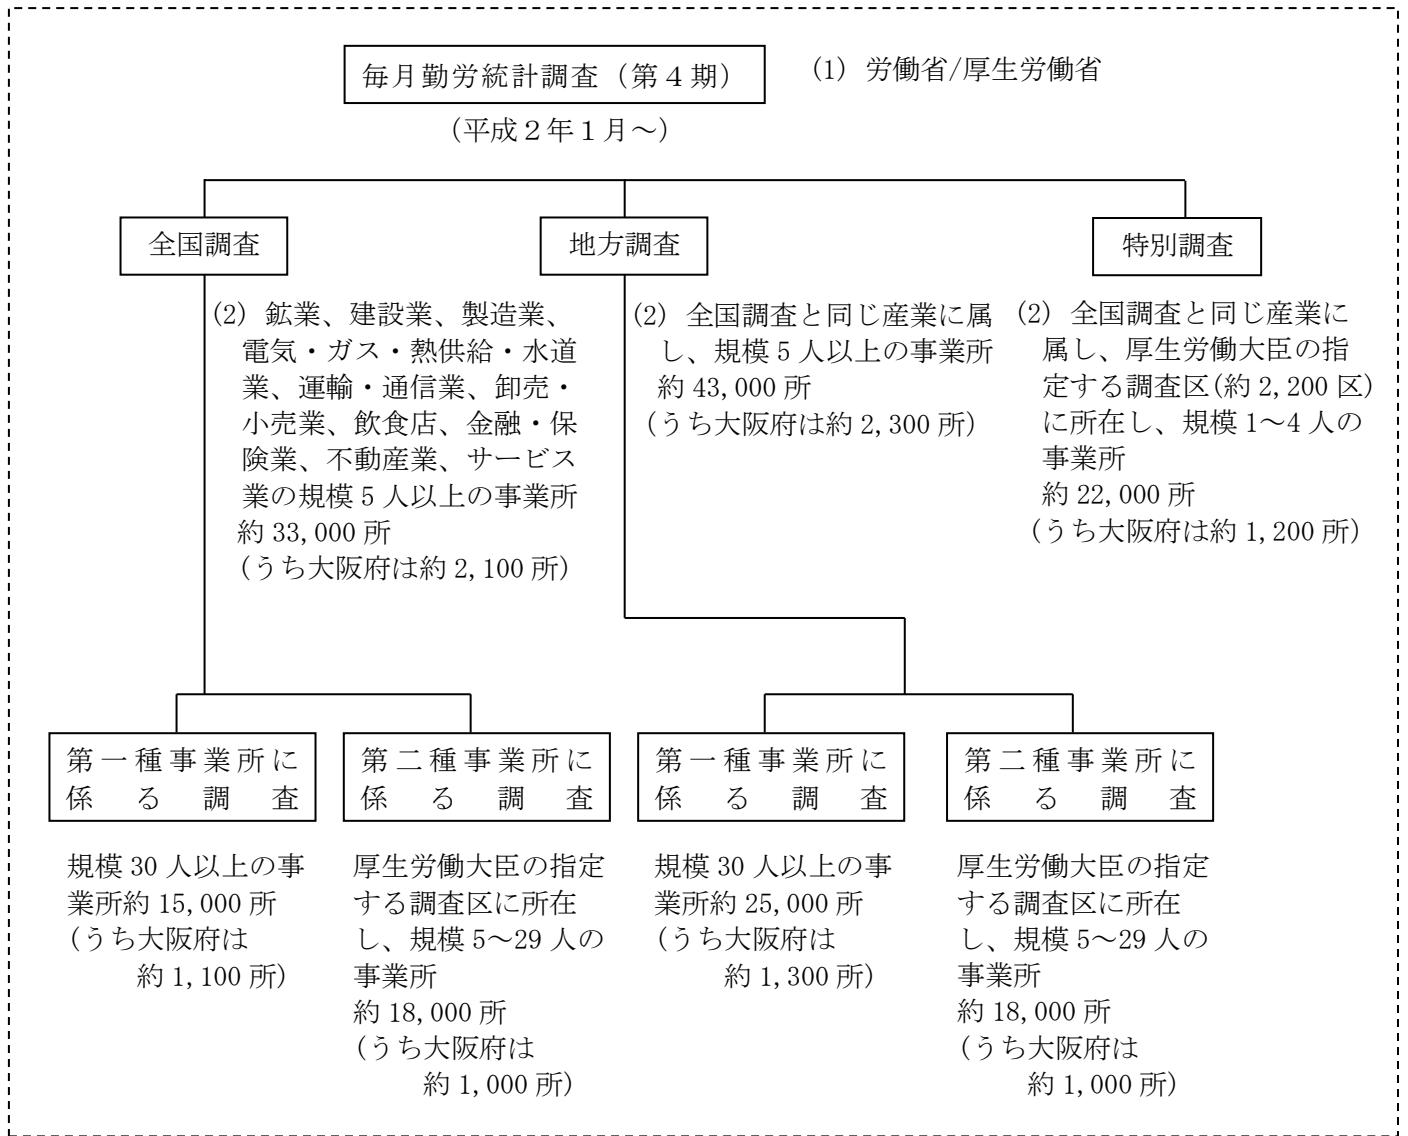 毎月勤労統計調査（第４期）
(1) 労働省/厚生労働省
（平成２年１月～）
全国調査
(2) 鉱業、建設業、製造業、
電気・ガス・熱供給・水道
業、運輸・通信業、卸売・
小売業、飲食店、金融・保
険業、不動産業、サービス
業の規模 5 人以上の事業所
約 33,000 所
(うち大阪府は約 2,100 所)
地方調査
(2) 全国調査と同じ産業に属
し、規模 5 人以上の事業所
約 43,000 所
(うち大阪府は約 2,300 所)
特別調査
(2) 全国調査と同じ産業に
属し、厚生労働大臣の指
定する調査区(約 2,200 区)
に所在し、規模 1～4 人の
事業所
約 22,000 所
(うち大阪府は約 1,200 所)
第一種事業所に
係る調査
規模 30 人以上の事
業所約 15,000 所
(うち大阪府は
約 1,100 所)
第二種事業所に
係る調査
厚生労働大臣の指定
する調査区に所在
し、規模 5～29 人の
事業所
約 18,000 所
(うち大阪府は
約 1,000 所)
第一種事業所に
係る調査
規模 30 人以上の事
業所約 25,000 所
(うち大阪府は
約 1,300 所)
第二種事業所に
係る調査
厚生労働大臣の指定
する調査区に所在
し、規模 5～29 人の
事業所
約 18,000 所
(うち大阪府は
約 1,000 所)